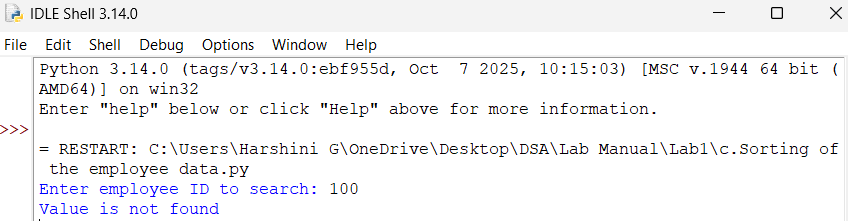 IDLE Shell 3.14.0
File Edit Shell Debug Options Window Help
Python 3.14.0 (tags/v3.14.0:ebf955d, Oct  7 2025, 10:15:03) [MSC v.1944 64 bit (
AMD64)] on win32
Enter "help" below or click "Help" above for more information.
>>>
= RESTART: C:\Users\Harshini G\OneDrive\Desktop\DSA\Lab Manual\Lab1\c.Sorting of
 the employee data.py
Enter employee ID to search: 100
Value is not found